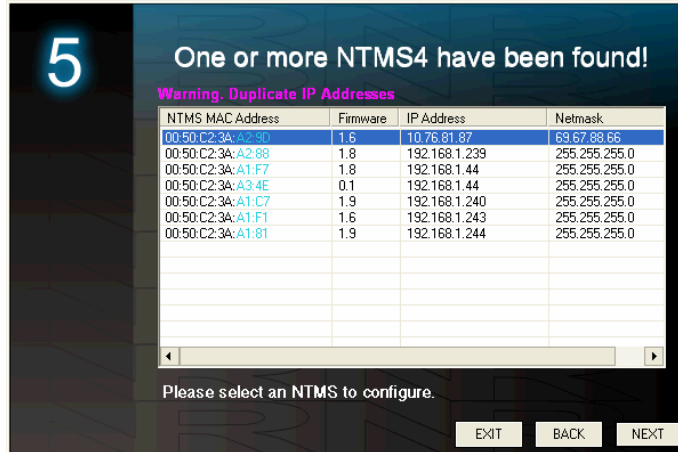 5
One or more NTMS4 have been found!
Warning. Duplicate IP Addresses
NTMS MAC Address Firmware IP Address Netmask
00:50:C2:3A:A2:9D 1.6 10.76.81.87 69.67.88.66
00:50:C2:3A:A2:88 1.8 192.168.1.239 255.255.255.0
00:50:C2:3A:A1:F7 1.8 192.168.1.44 255.255.255.0
00:50:C2:3A:A3:4E 0.1 192.168.1.44 255.255.255.0
00:50:C2:3A:A1:C7 1.9 192.168.1.240 255.255.255.0
00:50:C2:3A:A1:F1 1.6 192.168.1.243 255.255.255.0
00:50:C2:3A:A1:81 1.9 192.168.1.244 255.255.255.0
Please select an NTMS to configure.
EXIT BACK NEXT